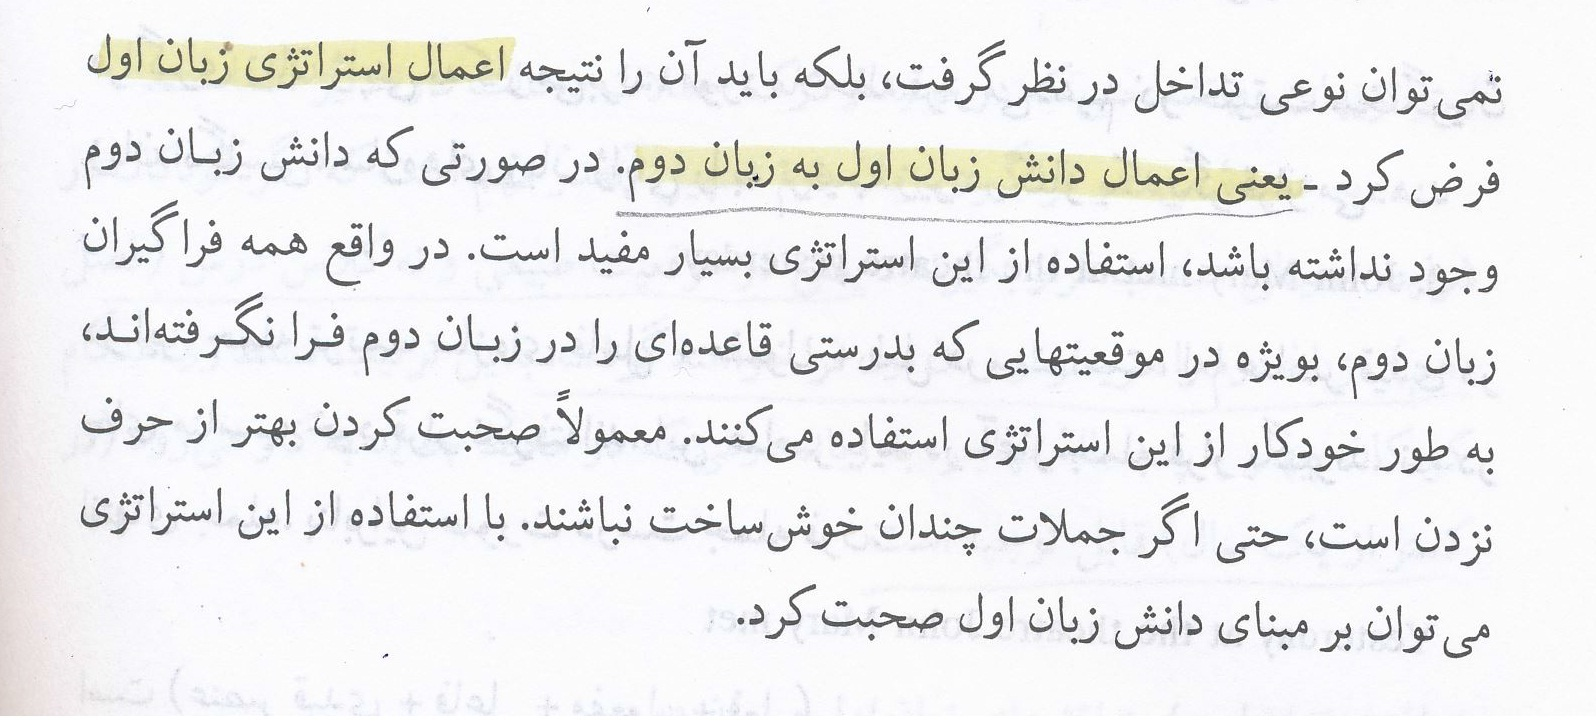 نمی‌توان نوعی تداخل در نظر گرفت، بلکه باید آن را نتیجه اعمال استراتژی زبان اول
فرض کرد ـ یعنی اعمال دانش زبان اول به زبان دوم. در صورتی که دانش زبان دوم
وجود نداشته باشد، استفاده از این استراتژی بسیار مفید است. در واقع همه فراگیران
زبان دوم، بویژه در موقعیتهایی که بدرستی قاعده‌ای را در زبان دوم فرا نگرفته‌اند،
به طور خودکار از این استراتژی استفاده می‌کنند. معمولاً صحبت کردن بهتر از حرف
نزدن است، حتی اگر جملات چندان خوش‌ساخت نباشند. با استفاده از این استراتژی
می‌توان بر مبنای دانش زبان اول صحبت کرد.